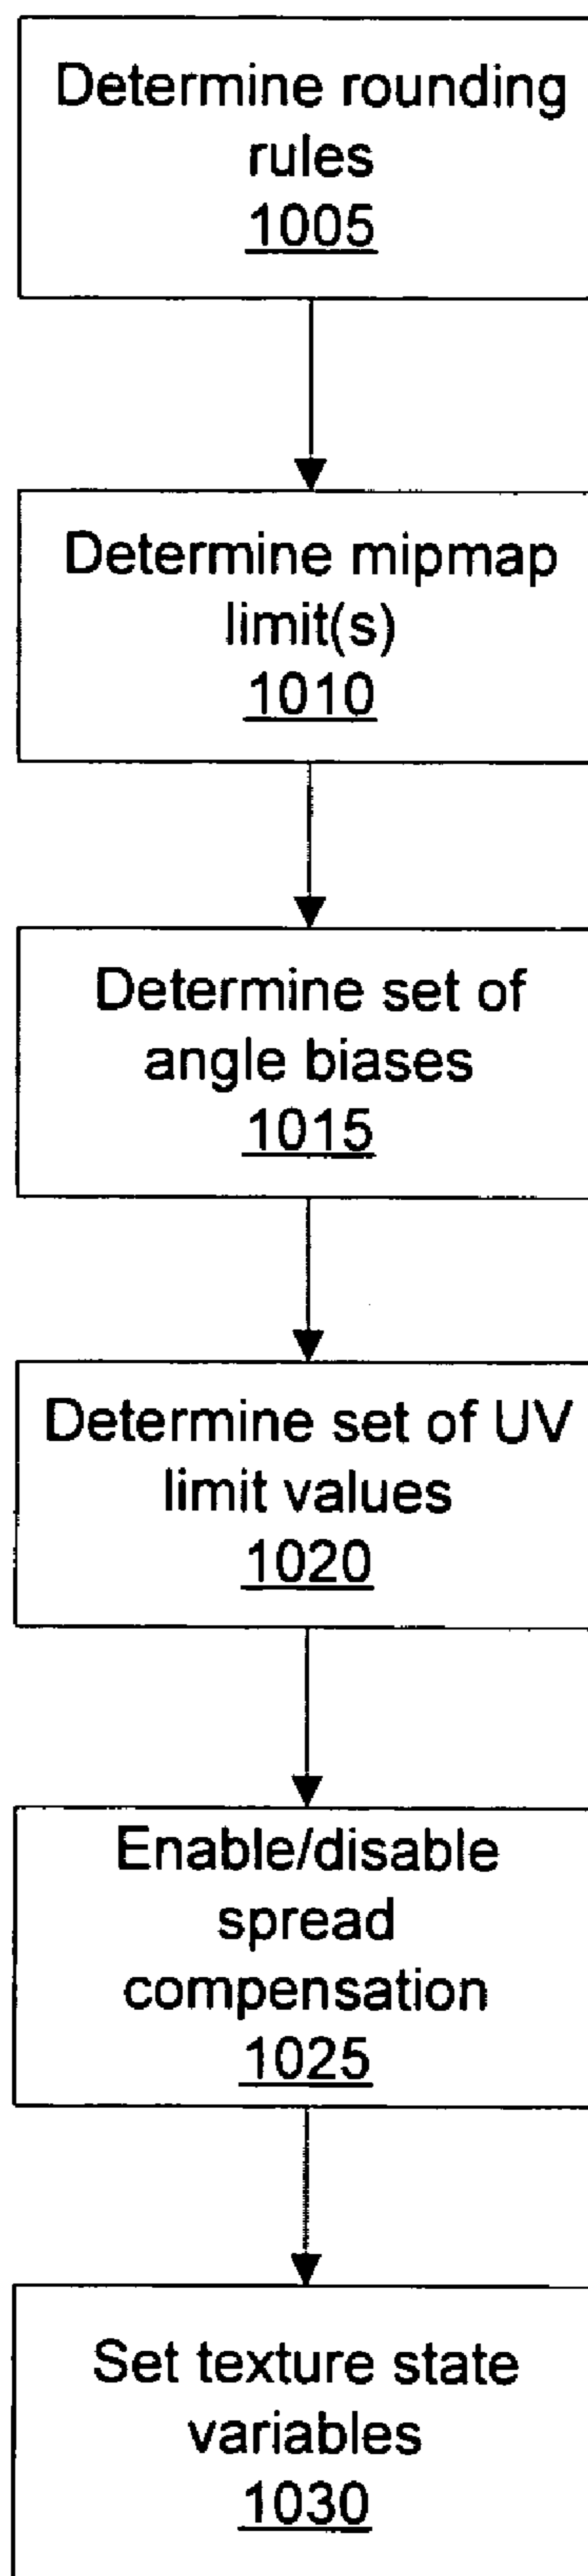 Determine rounding
rules
1005
Determine mipmap
limit(s)
1010
Determine set of
angle biases
1015
Determine set of UV
limit values
1020
Enable/disable
spread
compensation
1025
Set texture state
variables
1030